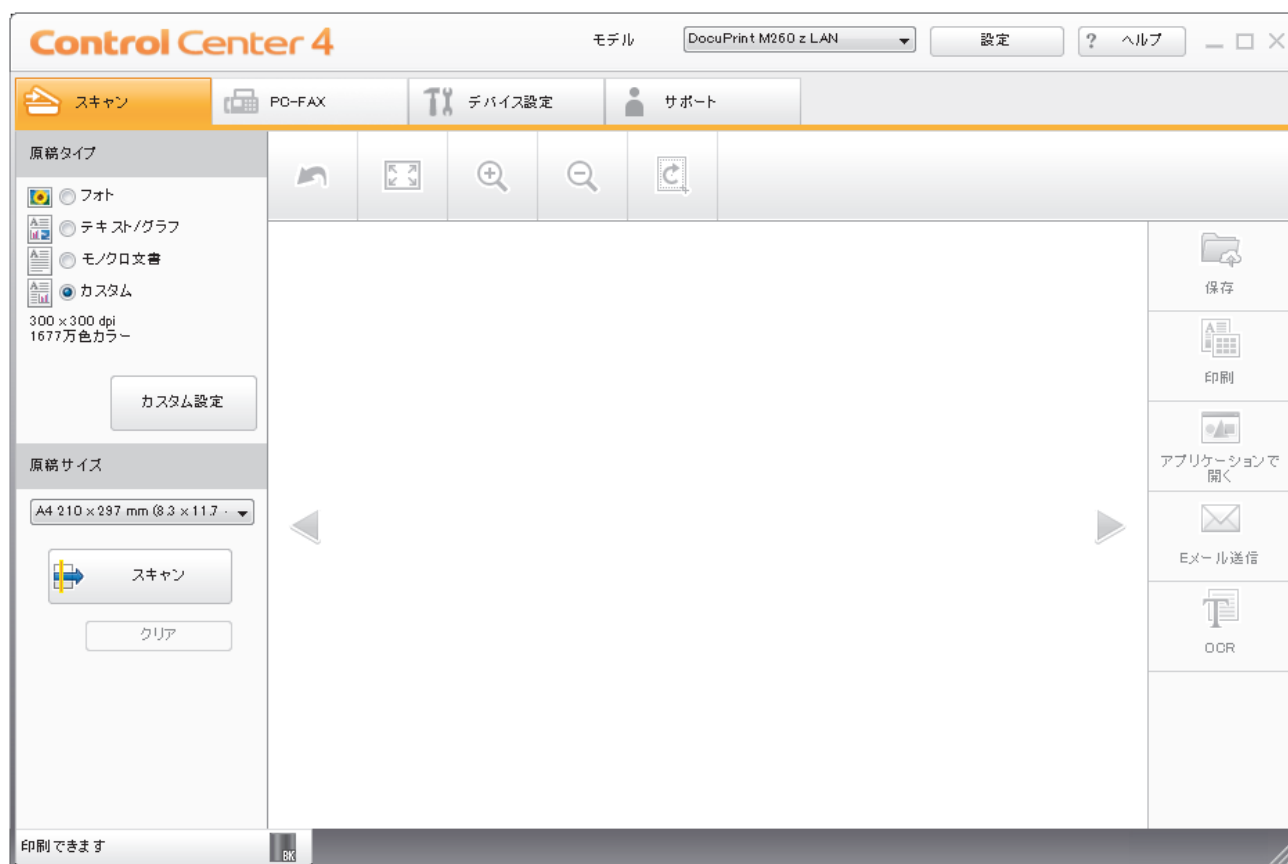 Control Center 4
モデル
DocuPrint M260 z LAN
設定
? ヘルプ
スキャン
PC-FAX
デバイス設定
サポート
原稿タイプ
フォト
テキスト/グラフ
モノクロ文書
カスタム
300 x 300 dpi
1677万色カラー
カスタム設定
原稿サイズ
A4 210 x 297 mm (8.3 x 11.7 ·
スキャン
クリア
保存
印刷
アプリケーションで
開く
Eメール送信
OCR
印刷できます
BK